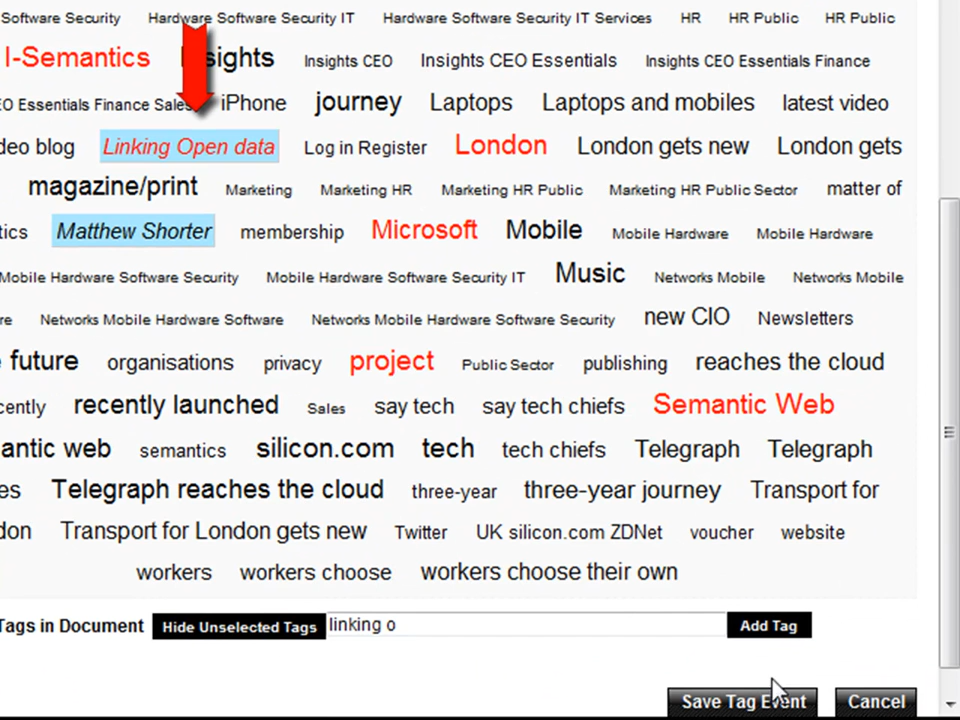 Software Security Hardware Software Security IT Hardware Software Security IT Services HR HR Public HR Public
I-Semantics Insights Insights CEO Insights CEO Essentials Insights CEO Essentials Finance
EO Essentials Finance Sales iPhone journey Laptops Laptops and mobiles latest video
deo blog Linking Open data Log in Register London London gets new London gets
magazine/print Marketing Marketing HR Marketing HR Public Marketing HR Public Sector matter of
tics Matthew Shorter membership Microsoft Mobile Mobile Hardware Mobile Hardware
Mobile Hardware Software Security Mobile Hardware Software Security IT Music Networks Mobile Networks Mobile
re Networks Mobile Hardware Software Networks Mobile Hardware Software Security new CIO Newsletters
e future organisations privacy project Public Sector publishing reaches the cloud
cently recently launched Sales say tech say tech chiefs Semantic Web
antic web semantics silicon.com tech tech chiefs Telegraph Telegraph
es Telegraph reaches the cloud three-year three-year journey Transport for
don Transport for London gets new Twitter UK silicon.com ZDNet voucher website
workers workers choose workers choose their own
Tags in Document Hide Unselected Tags linking o Add Tag
Save Tag Event Cancel